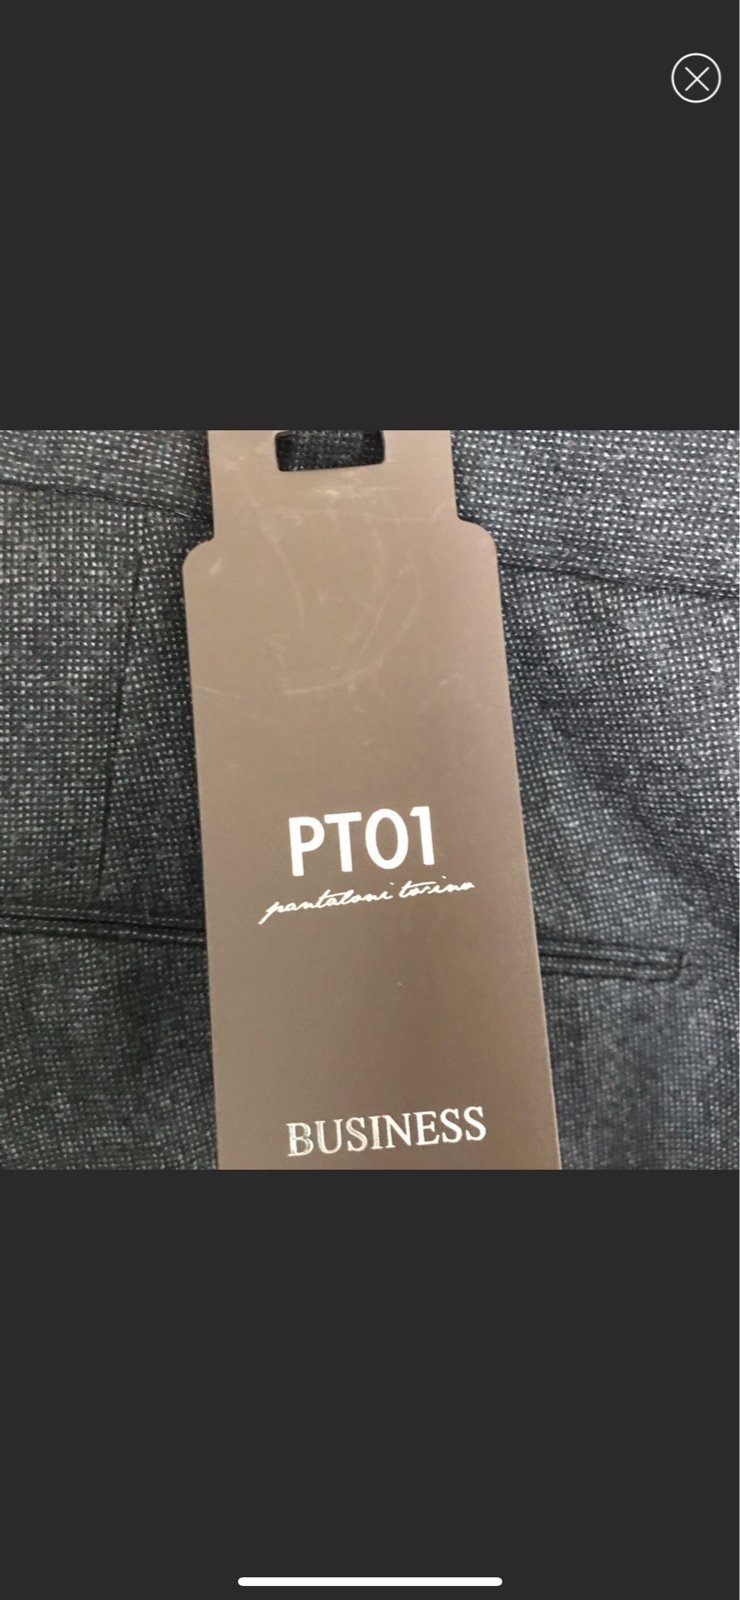 PT01
pantaloni torino
BUSINESS